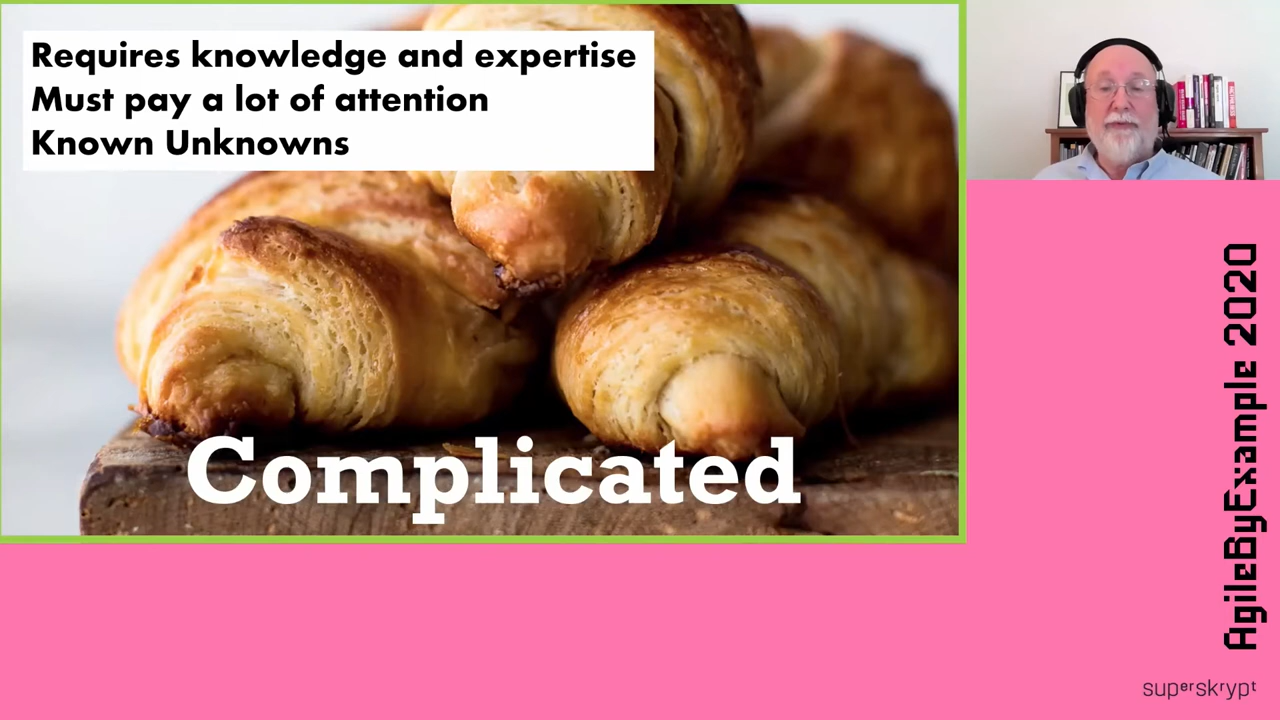 Requires knowledge and expertise
Must pay a lot of attention
Known Unknowns
Complicated
AgileByExample 2020
superskrypt